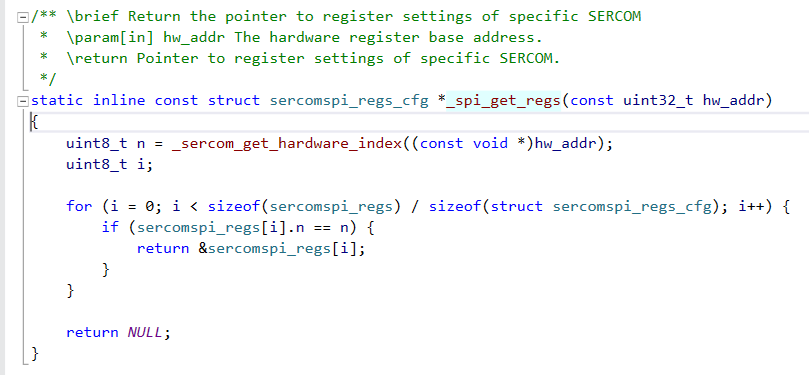 /** \brief Return the pointer to register settings of specific SERCOM
 *  \param[in] hw_addr The hardware register base address.
 *  \return Pointer to register settings of specific SERCOM.
 */
static inline const struct sercomspi_regs_cfg *_spi_get_regs(const uint32_t hw_addr)
{
    uint8_t n = _sercom_get_hardware_index((const void *)hw_addr);
    uint8_t i;

    for (i = 0; i < sizeof(sercomspi_regs) / sizeof(struct sercomspi_regs_cfg); i++) {
        if (sercomspi_regs[i].n == n) {
            return &sercomspi_regs[i];
        }
    }

    return NULL;
}